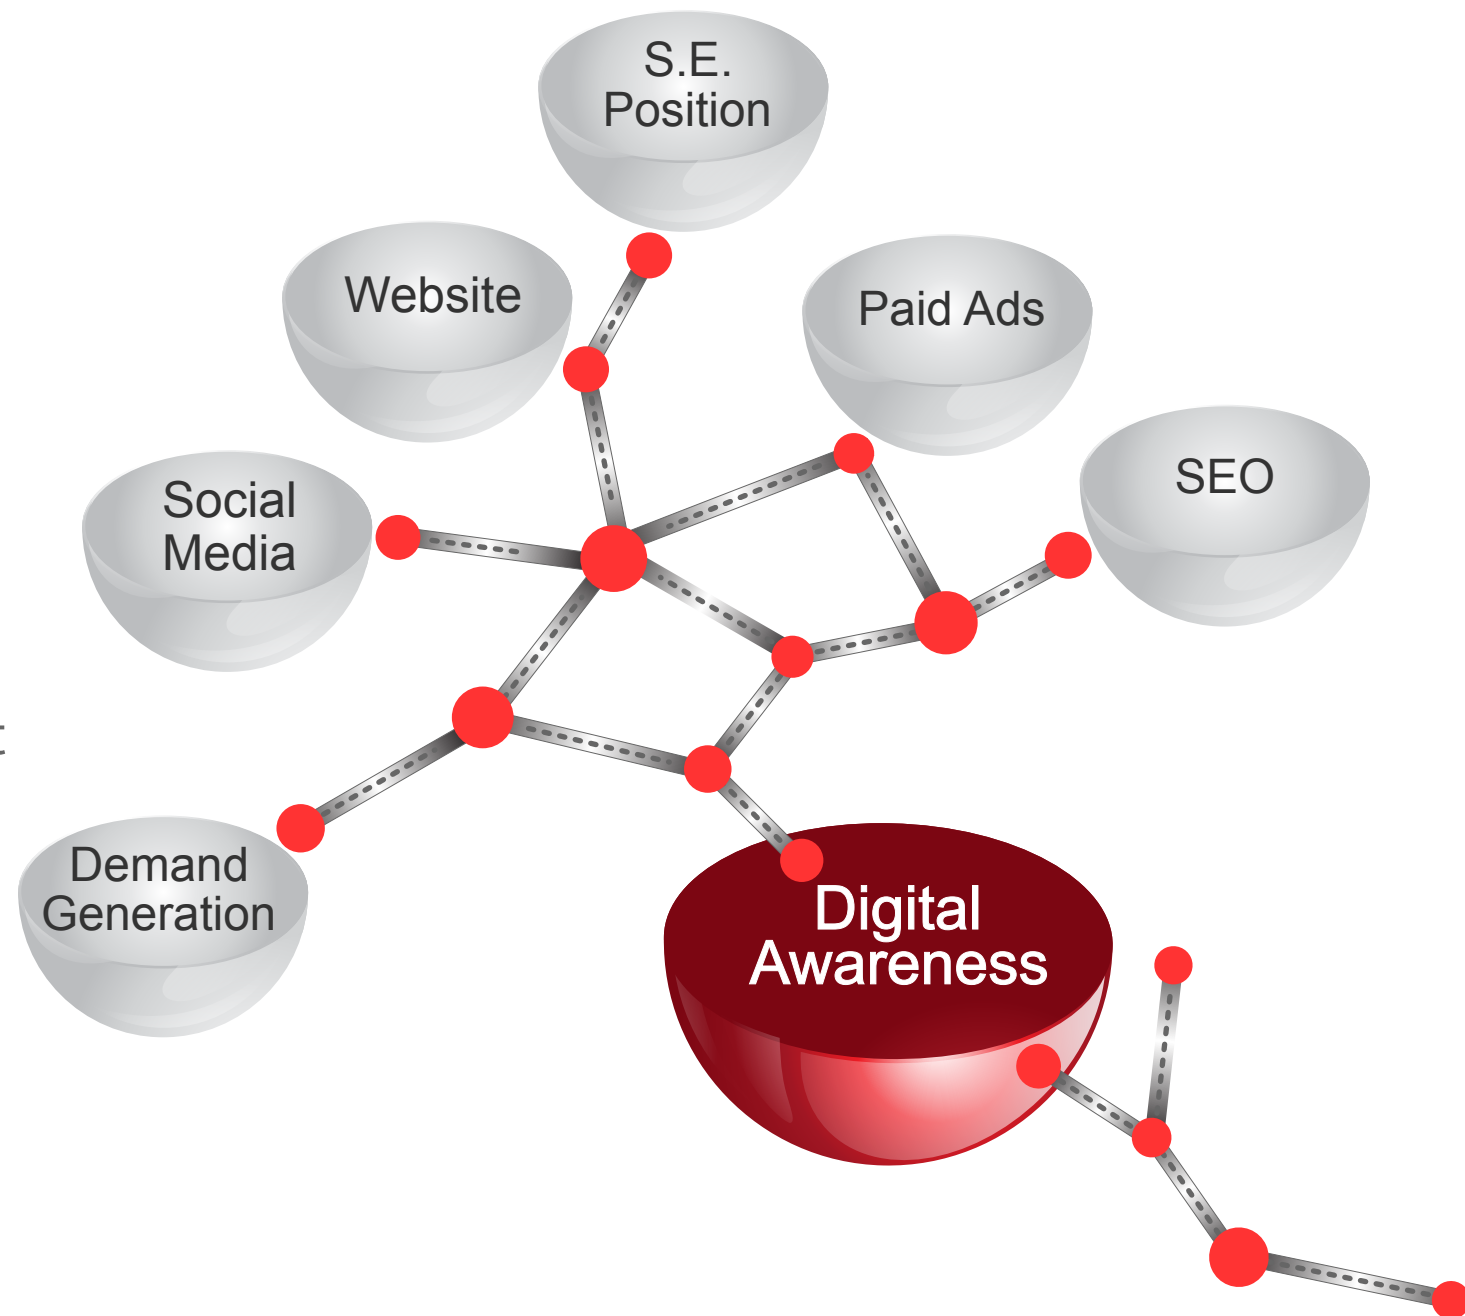 S.E.
Position
Website
Paid Ads
SEO
Social
Media
Demand
Generation
Digital
Awareness